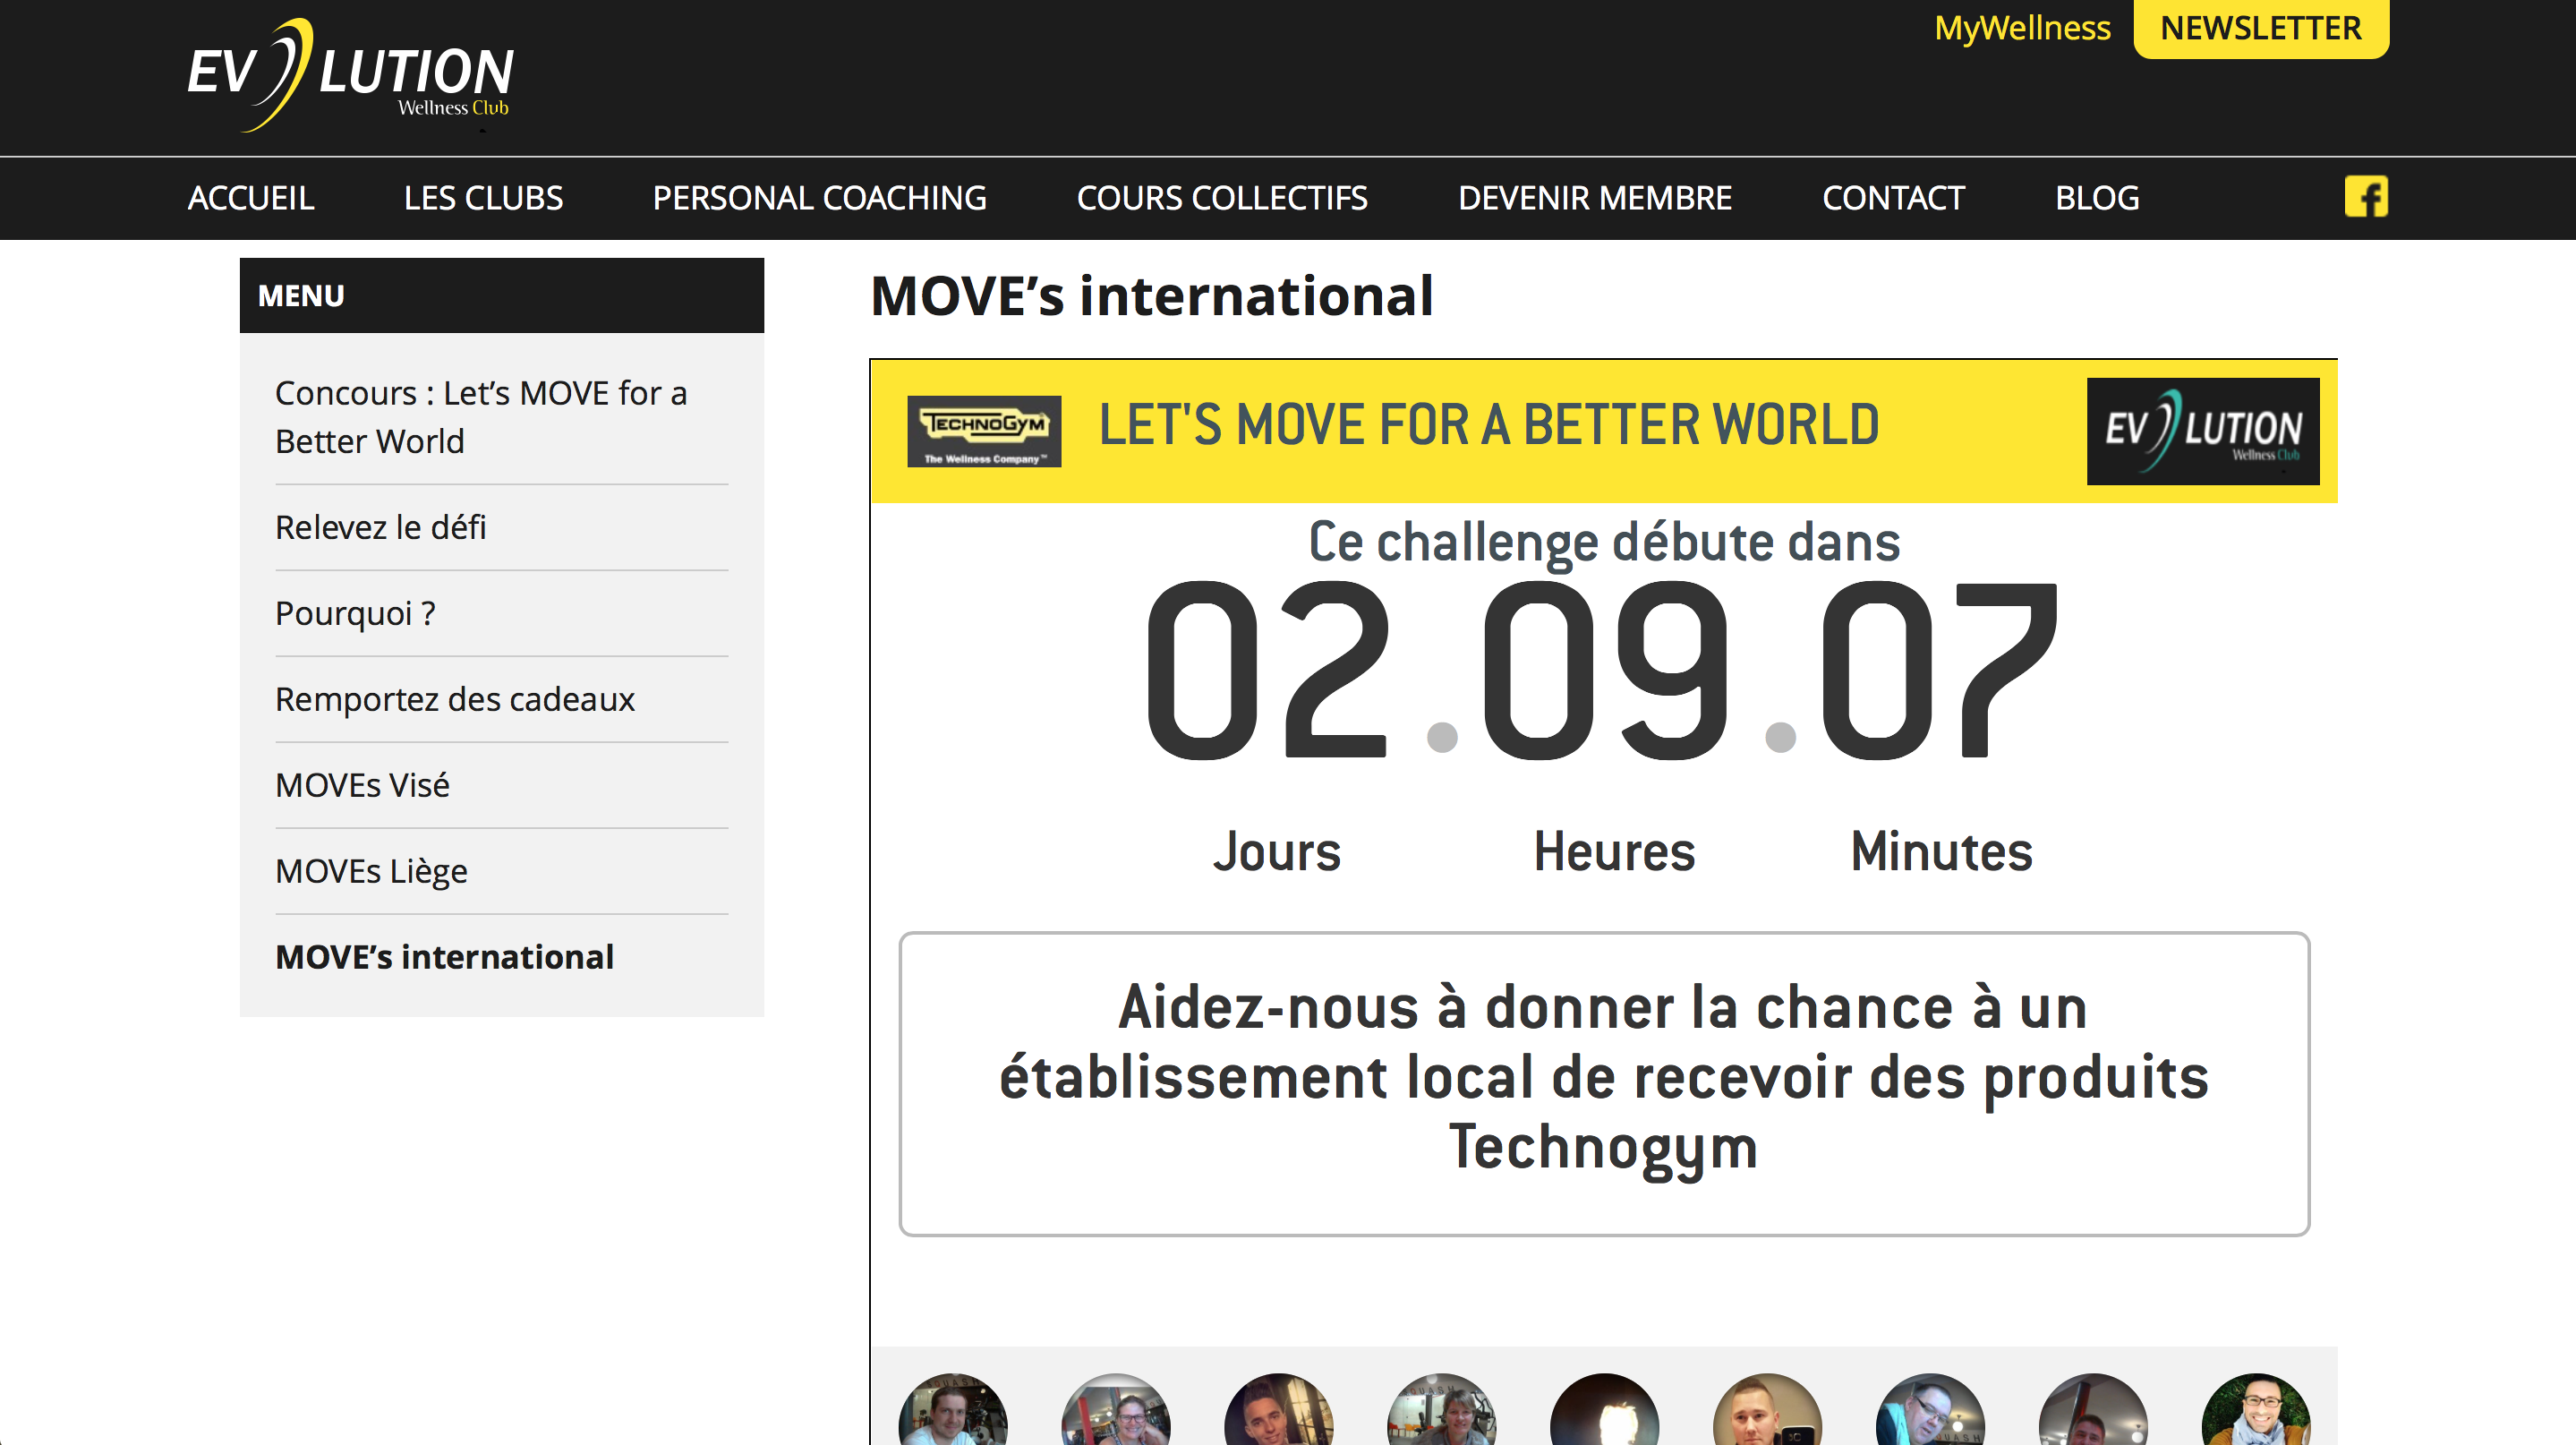 EVOLUTION
Wellness Club
MyWellness
NEWSLETTER
ACCUEIL
LES CLUBS
PERSONAL COACHING
COURS COLLECTIFS
DEVENIR MEMBRE
CONTACT
BLOG
MENU
Concours : Let’s MOVE for a
Better World
Relevez le défi
Pourquoi ?
Remportez des cadeaux
MOVEs Visé
MOVEs Liège
MOVE’s international
MOVE’s international
TECHNOGYM
The Wellness Company™
LET'S MOVE FOR A BETTER WORLD
EVOLUTION
Wellness Club
Ce challenge débute dans
02.09.07
Jours Heures Minutes
Aidez-nous à donner la chance à un
établissement local de recevoir des produits
Technogym